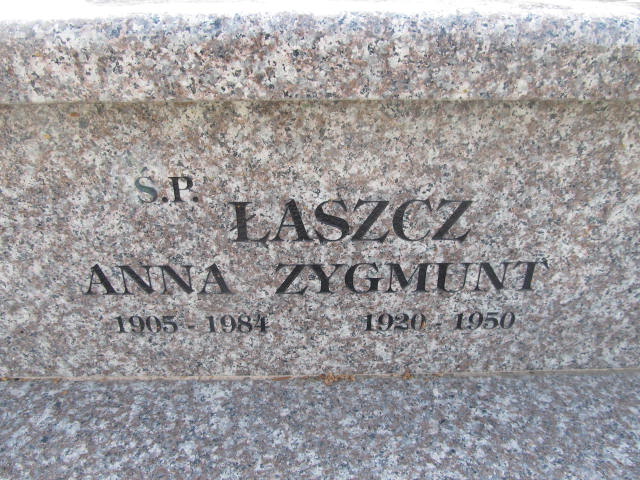 S.P.
ŁASZCZ
ANNA ZYGMUNT
1905 - 1984 1920 - 1950